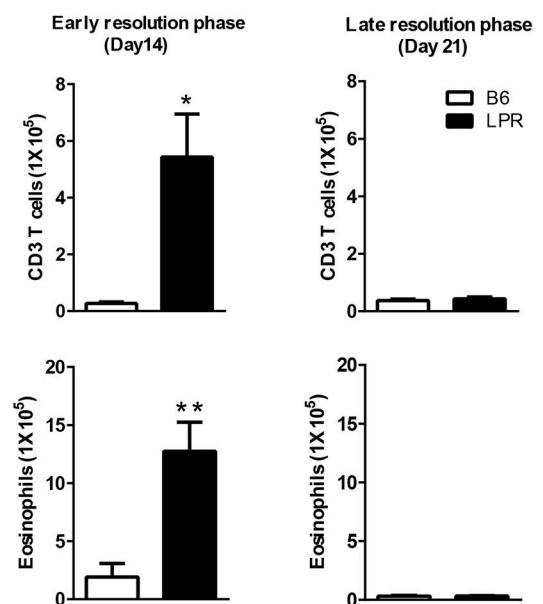 Early resolution phase
(Day14)
Late resolution phase
(Day 21)
CD3 T cells (1X10⁵)
8
6
4
2
0
*
CD3 T cells (1X10⁵)
8
6
4
2
0
B6
LPR
Eosinophils (1X10⁵)
20
15
10
5
0
**
Eosinophils (1X10⁵)
20
15
10
5
0